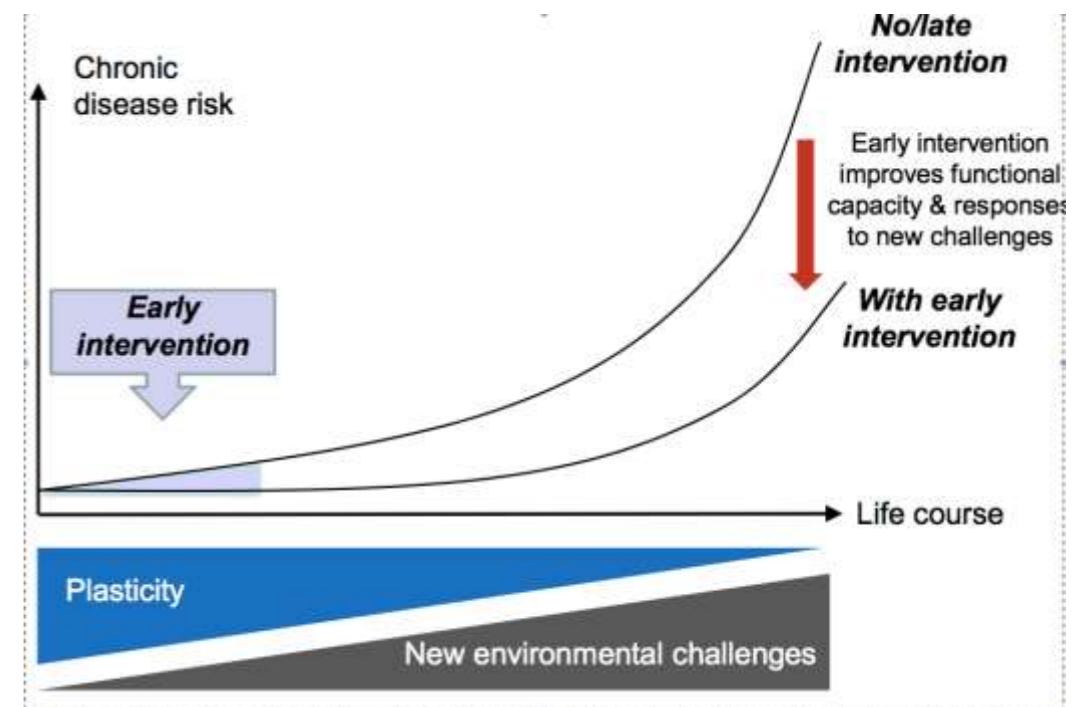 Chronic
disease risk
No/late
intervention
Early intervention
improves functional
capacity & responses
to new challenges
Early
intervention
With early
intervention
Life course
Plasticity
New environmental challenges